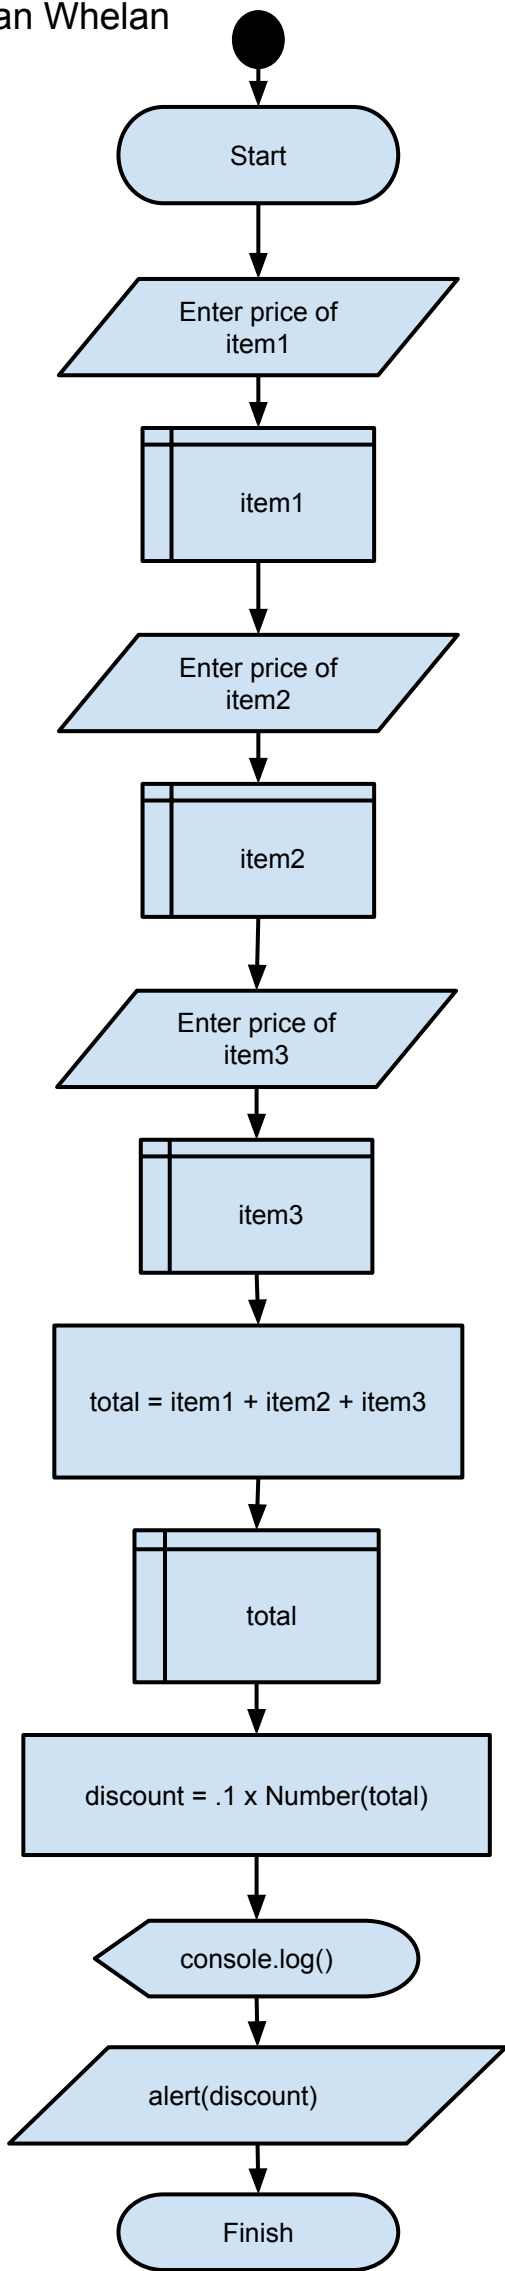 an Whelan
Start
Enter price of
item1
item1
Enter price of
item2
item2
Enter price of
item3
item3
total = item1 + item2 + item3
total
discount = .1 x Number(total)
console.log()
alert(discount)
Finish